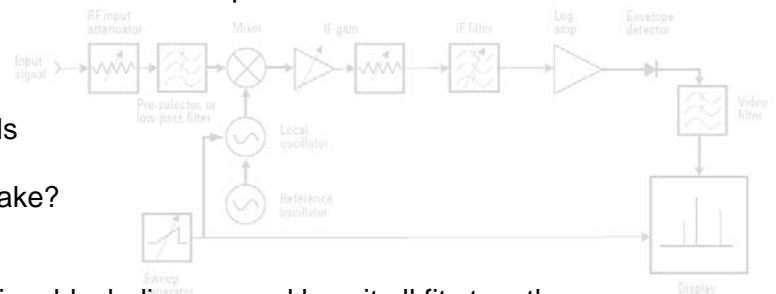 RF input
attenuator
Mixer
IF gain
IF filter
Log
amp
Envelope
detector
Input
signal
Pre-selector, or
low pass filter
Video
filter
Local
oscillator
ake?
Reference
oscillator
Sweep
Display